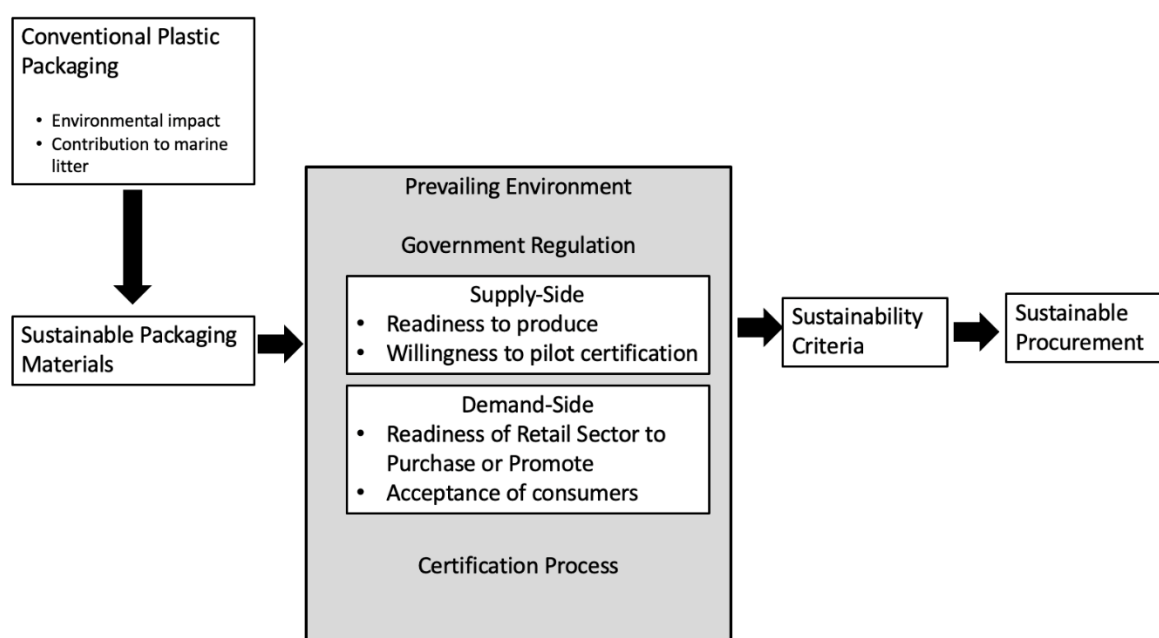 Conventional Plastic
Packaging
• Environmental impact
• Contribution to marine
litter
Sustainable Packaging
Materials
Prevailing Environment
Government Regulation
Supply-Side
• Readiness to produce
• Willingness to pilot certification
Demand-Side
• Readiness of Retail Sector to
Purchase or Promote
• Acceptance of consumers
Certification Process
Sustainability
Criteria
Sustainable
Procurement